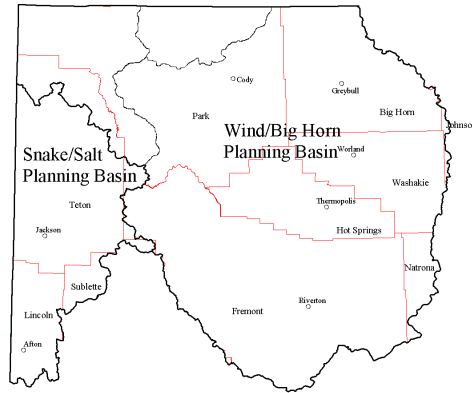 Cody
Greybull
Park
Big Horn
Johnso
Wind/Big Horn
Planning Basin
Worland
Snake/Salt
Planning Basin
Washakie
Teton
Thermopolis
Jackson
Hot Springs
Natrona
Sublette
Riverton
Fremont
Lincoln
Afton